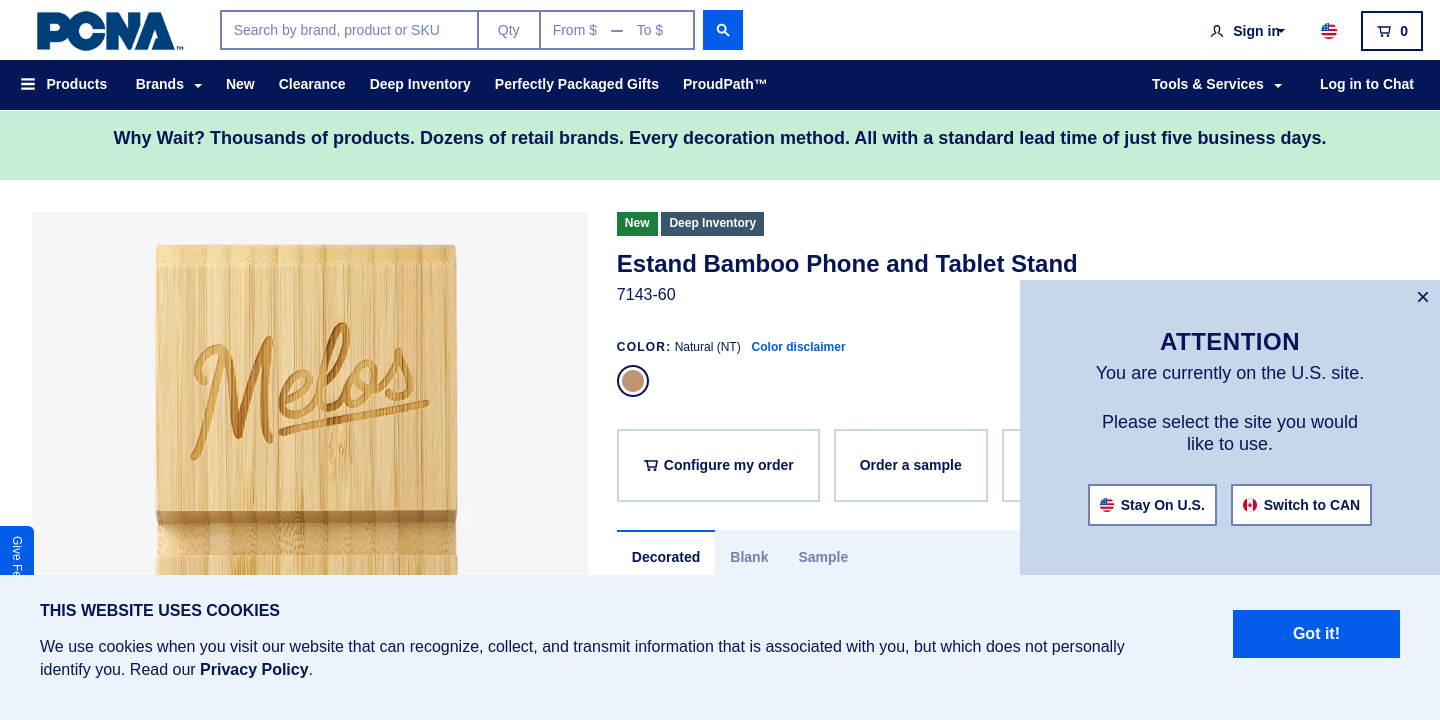 PCNA™
Search by brand, product or SKU
Qty
From $ — To $
Sign in
0
Products
Brands
New
Clearance
Deep Inventory
Perfectly Packaged Gifts
ProudPath™
Tools & Services
Log in to Chat
Why Wait? Thousands of products. Dozens of retail brands. Every decoration method. All with a standard lead time of just five business days.
New
Deep Inventory
Estand Bamboo Phone and Tablet Stand
7143-60
COLOR: Natural (NT) Color disclaimer
Configure my order
Order a sample
Decorated
Blank
Sample
Melos
×
ATTENTION
You are currently on the U.S. site.
Please select the site you would
like to use.
Stay On U.S.
Switch to CAN
Give Fe
THIS WEBSITE USES COOKIES
We use cookies when you visit our website that can recognize, collect, and transmit information that is associated with you, but which does not personally
identify you. Read our Privacy Policy.
Got it!